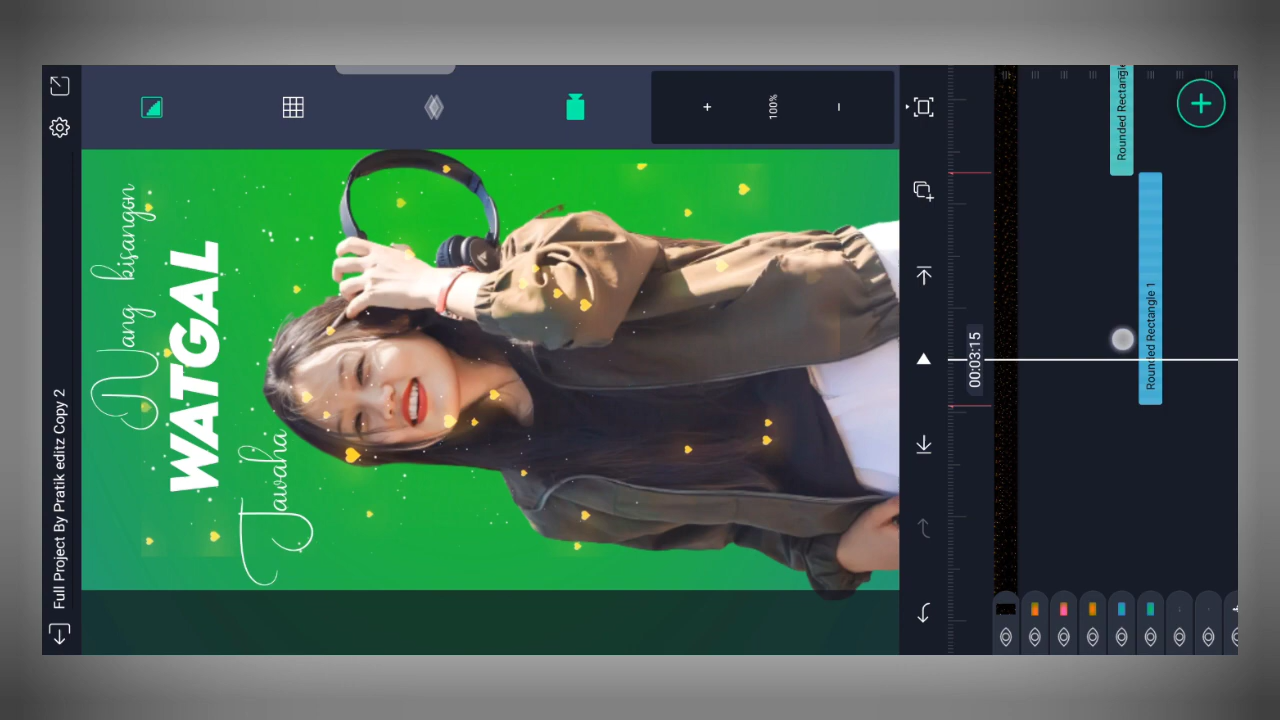 Full Project By Pratik editz Copy 2
100%
Nang kisangon
WATGAL
Jawaha
00:03:15
Rounded Rectangle
Rounded Rectangle 1